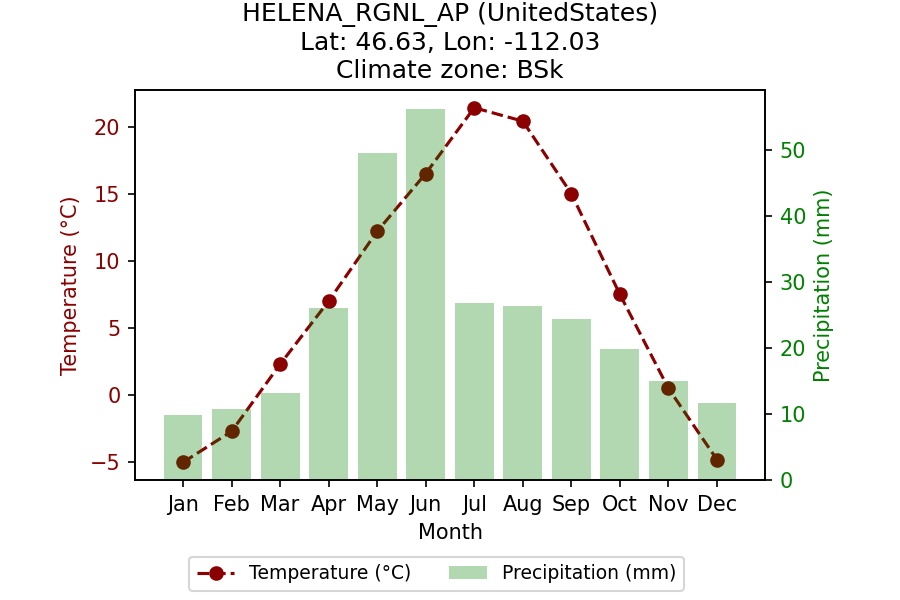 HELENA_RGNL_AP (UnitedStates)
Lat: 46.63, Lon: -112.03
Climate zone: BSk
20
15
10
5
0
−5
Temperature (°C)
50
40
30
20
10
0
Precipitation (mm)
Jan Feb Mar Apr May Jun Jul Aug Sep Oct Nov Dec
Month
Temperature (°C) Precipitation (mm)